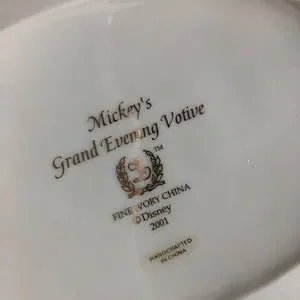 Mickey's
Grand Evening Votive
L
TM
FINE IVORY CHINA
©Disney
2001
HANDCRAFTED
IN CHINA